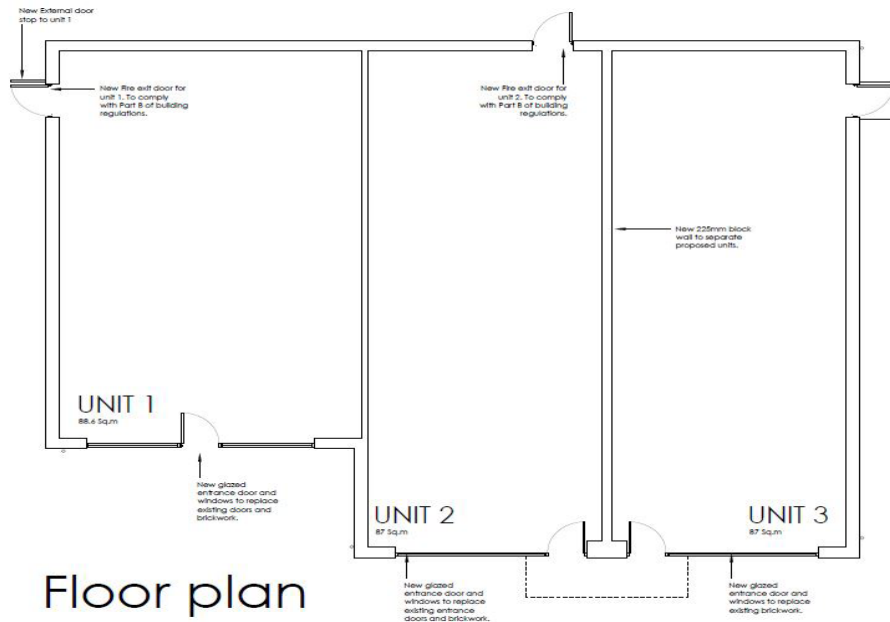 New External door
stop to unit 1
New Fire exit door for
unit 1. To comply
with Part B of building
regulations.
New Fire exit door for
unit 2. To comply
with Part B of building
regulations.
New 225mm block
wall to separate
proposed units.
UNIT 1
88.6 Sq.m
New glazed
entrance door and
windows to replace
existing doors and
brickwork.
UNIT 2
87 Sq.m
UNIT 3
87 Sq.m
New glazed
entrance door and
windows to replace
existing entrance
doors and brickwork.
New glazed
entrance door and
windows to replace
existing brickwork.
Floor plan